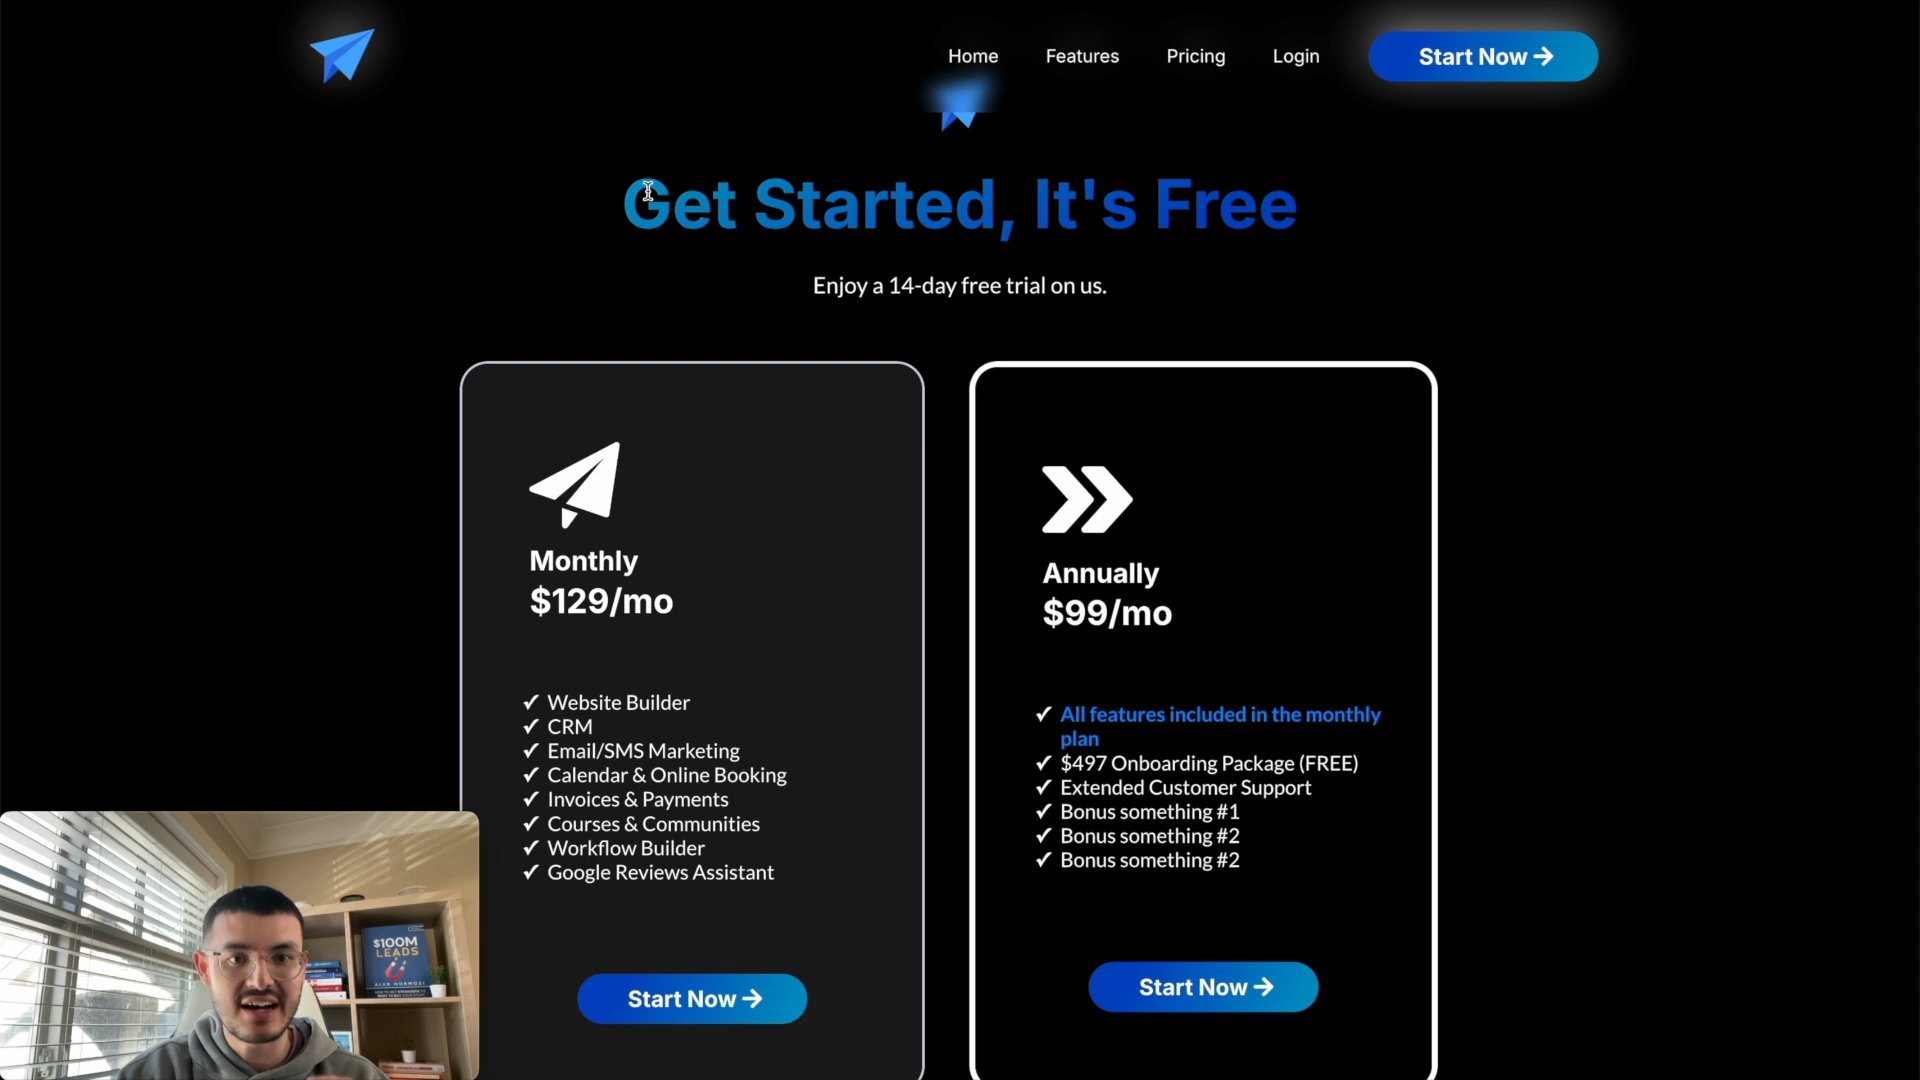 Home
Features
Pricing
Login
Start Now
Get Started, It's Free
Enjoy a 14-day free trial on us.
Monthly
$129/mo
✓ Website Builder
✓ CRM
✓ Email/SMS Marketing
✓ Calendar & Online Booking
✓ Invoices & Payments
✓ Courses & Communities
✓ Workflow Builder
✓ Google Reviews Assistant
Start Now
Annually
$99/mo
✓ All features included in the monthly
plan
✓ $497 Onboarding Package (FREE)
✓ Extended Customer Support
✓ Bonus something #1
✓ Bonus something #2
✓ Bonus something #2
Start Now
$100M
LEADS
ALEX HORMOZI